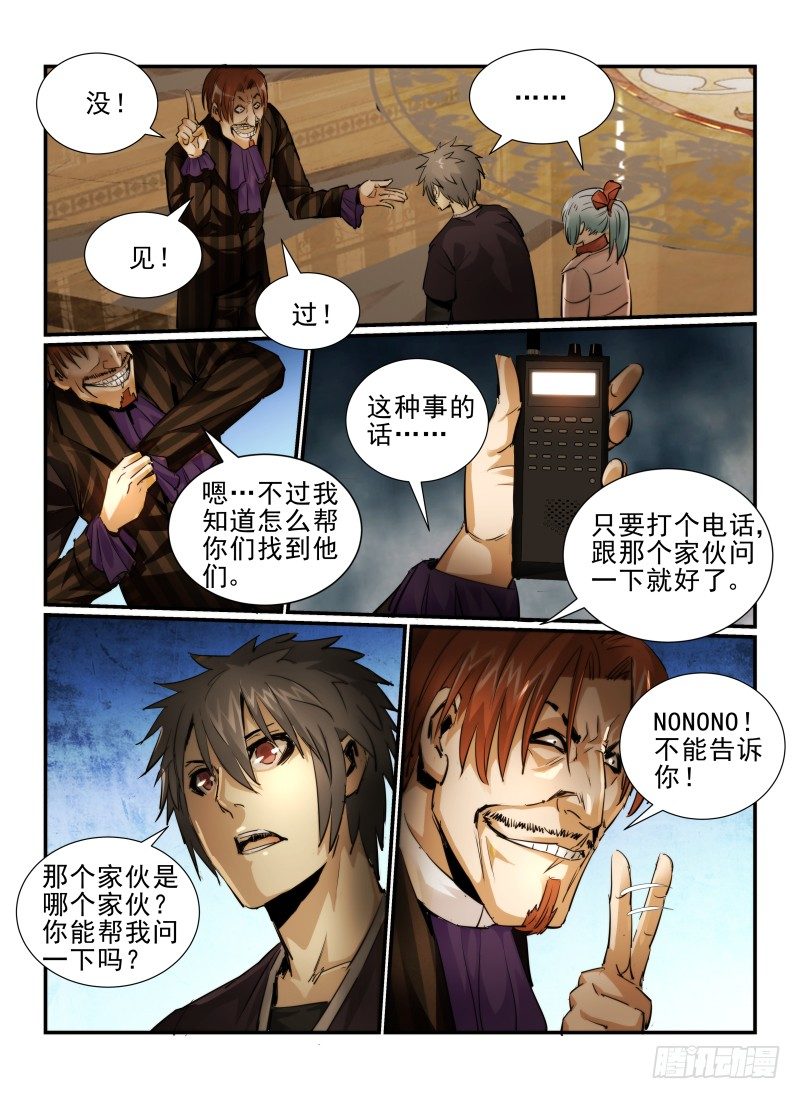 没！
……
见！
过！
嗯…不过我
知道怎么帮
你们找到他
们。
这种事的
话……
只要打个电话，
跟那个家伙问
一下就好了。
那个家伙是
哪个家伙？
你能帮我问
一下吗？
NONONO！
不能告诉
你！
腾讯动漫